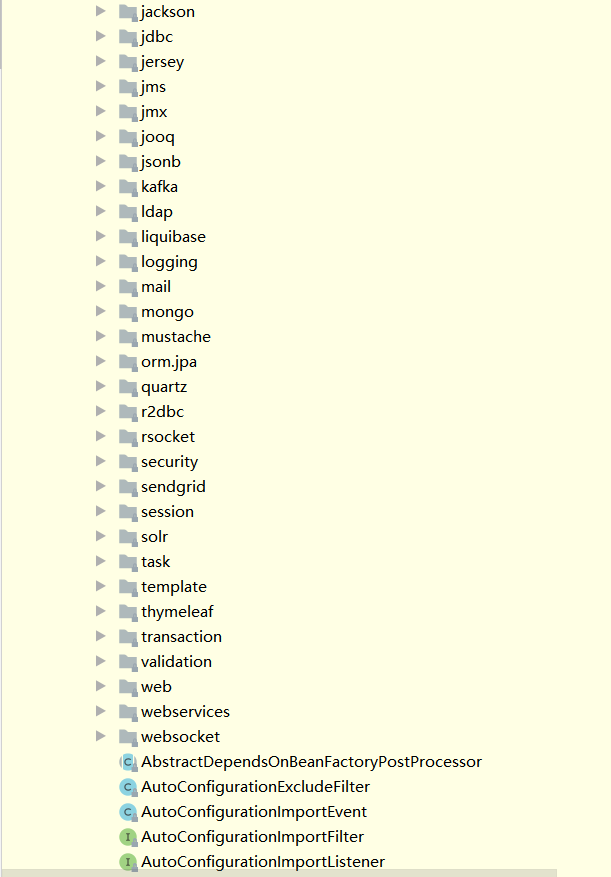 jackson
jdbc
jersey
jms
jmx
jooq
jsonb
kafka
ldap
liquibase
logging
mail
mongo
mustache
orm.jpa
quartz
r2dbc
rsocket
security
sendgrid
session
solr
task
template
thymeleaf
transaction
validation
web
webservices
websocket
AbstractDependsOnBeanFactoryPostProcessor
AutoConfigurationExcludeFilter
AutoConfigurationImportEvent
AutoConfigurationImportFilter
AutoConfigurationImportListener